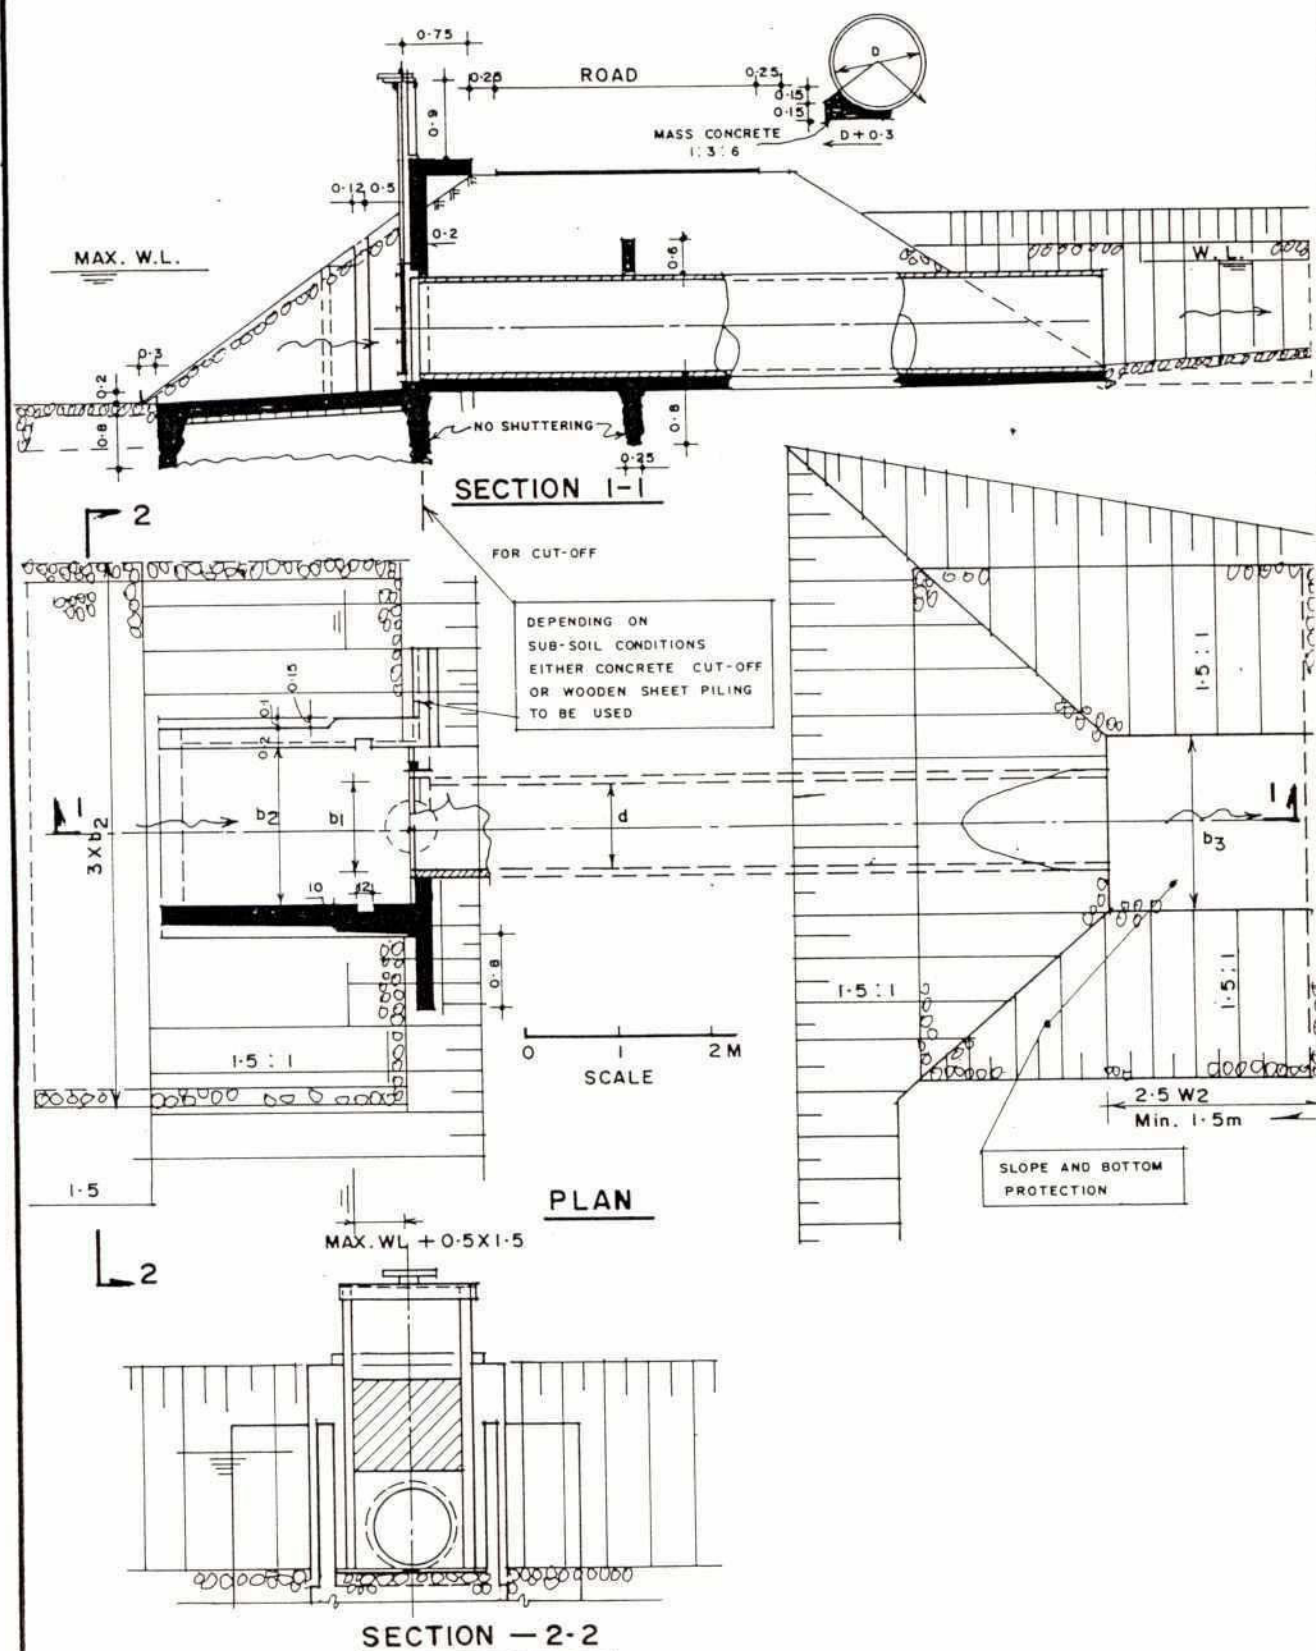 0.75
0.25 ROAD 0.25
D
0.15
0.15
MASS CONCRETE
1:3:6
D+0.3
0.9
0.12 0.5
0.2
MAX. W.L.
0.6
W.L.
0.3
0.2
0.8
NO SHUTTERING
0.8
0.25
SECTION 1-1
2
FOR CUT-OFF
DEPENDING ON
SUB-SOIL CONDITIONS
EITHER CONCRETE CUT-OFF
OR WOODEN SHEET PILING
TO BE USED
0.15
0.1
0.2
1.5:1
1
3 X b2
b2
b1
d
b3
1
10
12
0.8
1.5:1
1.5:1
1.5:1
0 1 2 M
SCALE
2.5 W2
Min. 1.5m
SLOPE AND BOTTOM
PROTECTION
1.5
PLAN
MAX. WL + 0.5X1.5
2
SECTION — 2-2